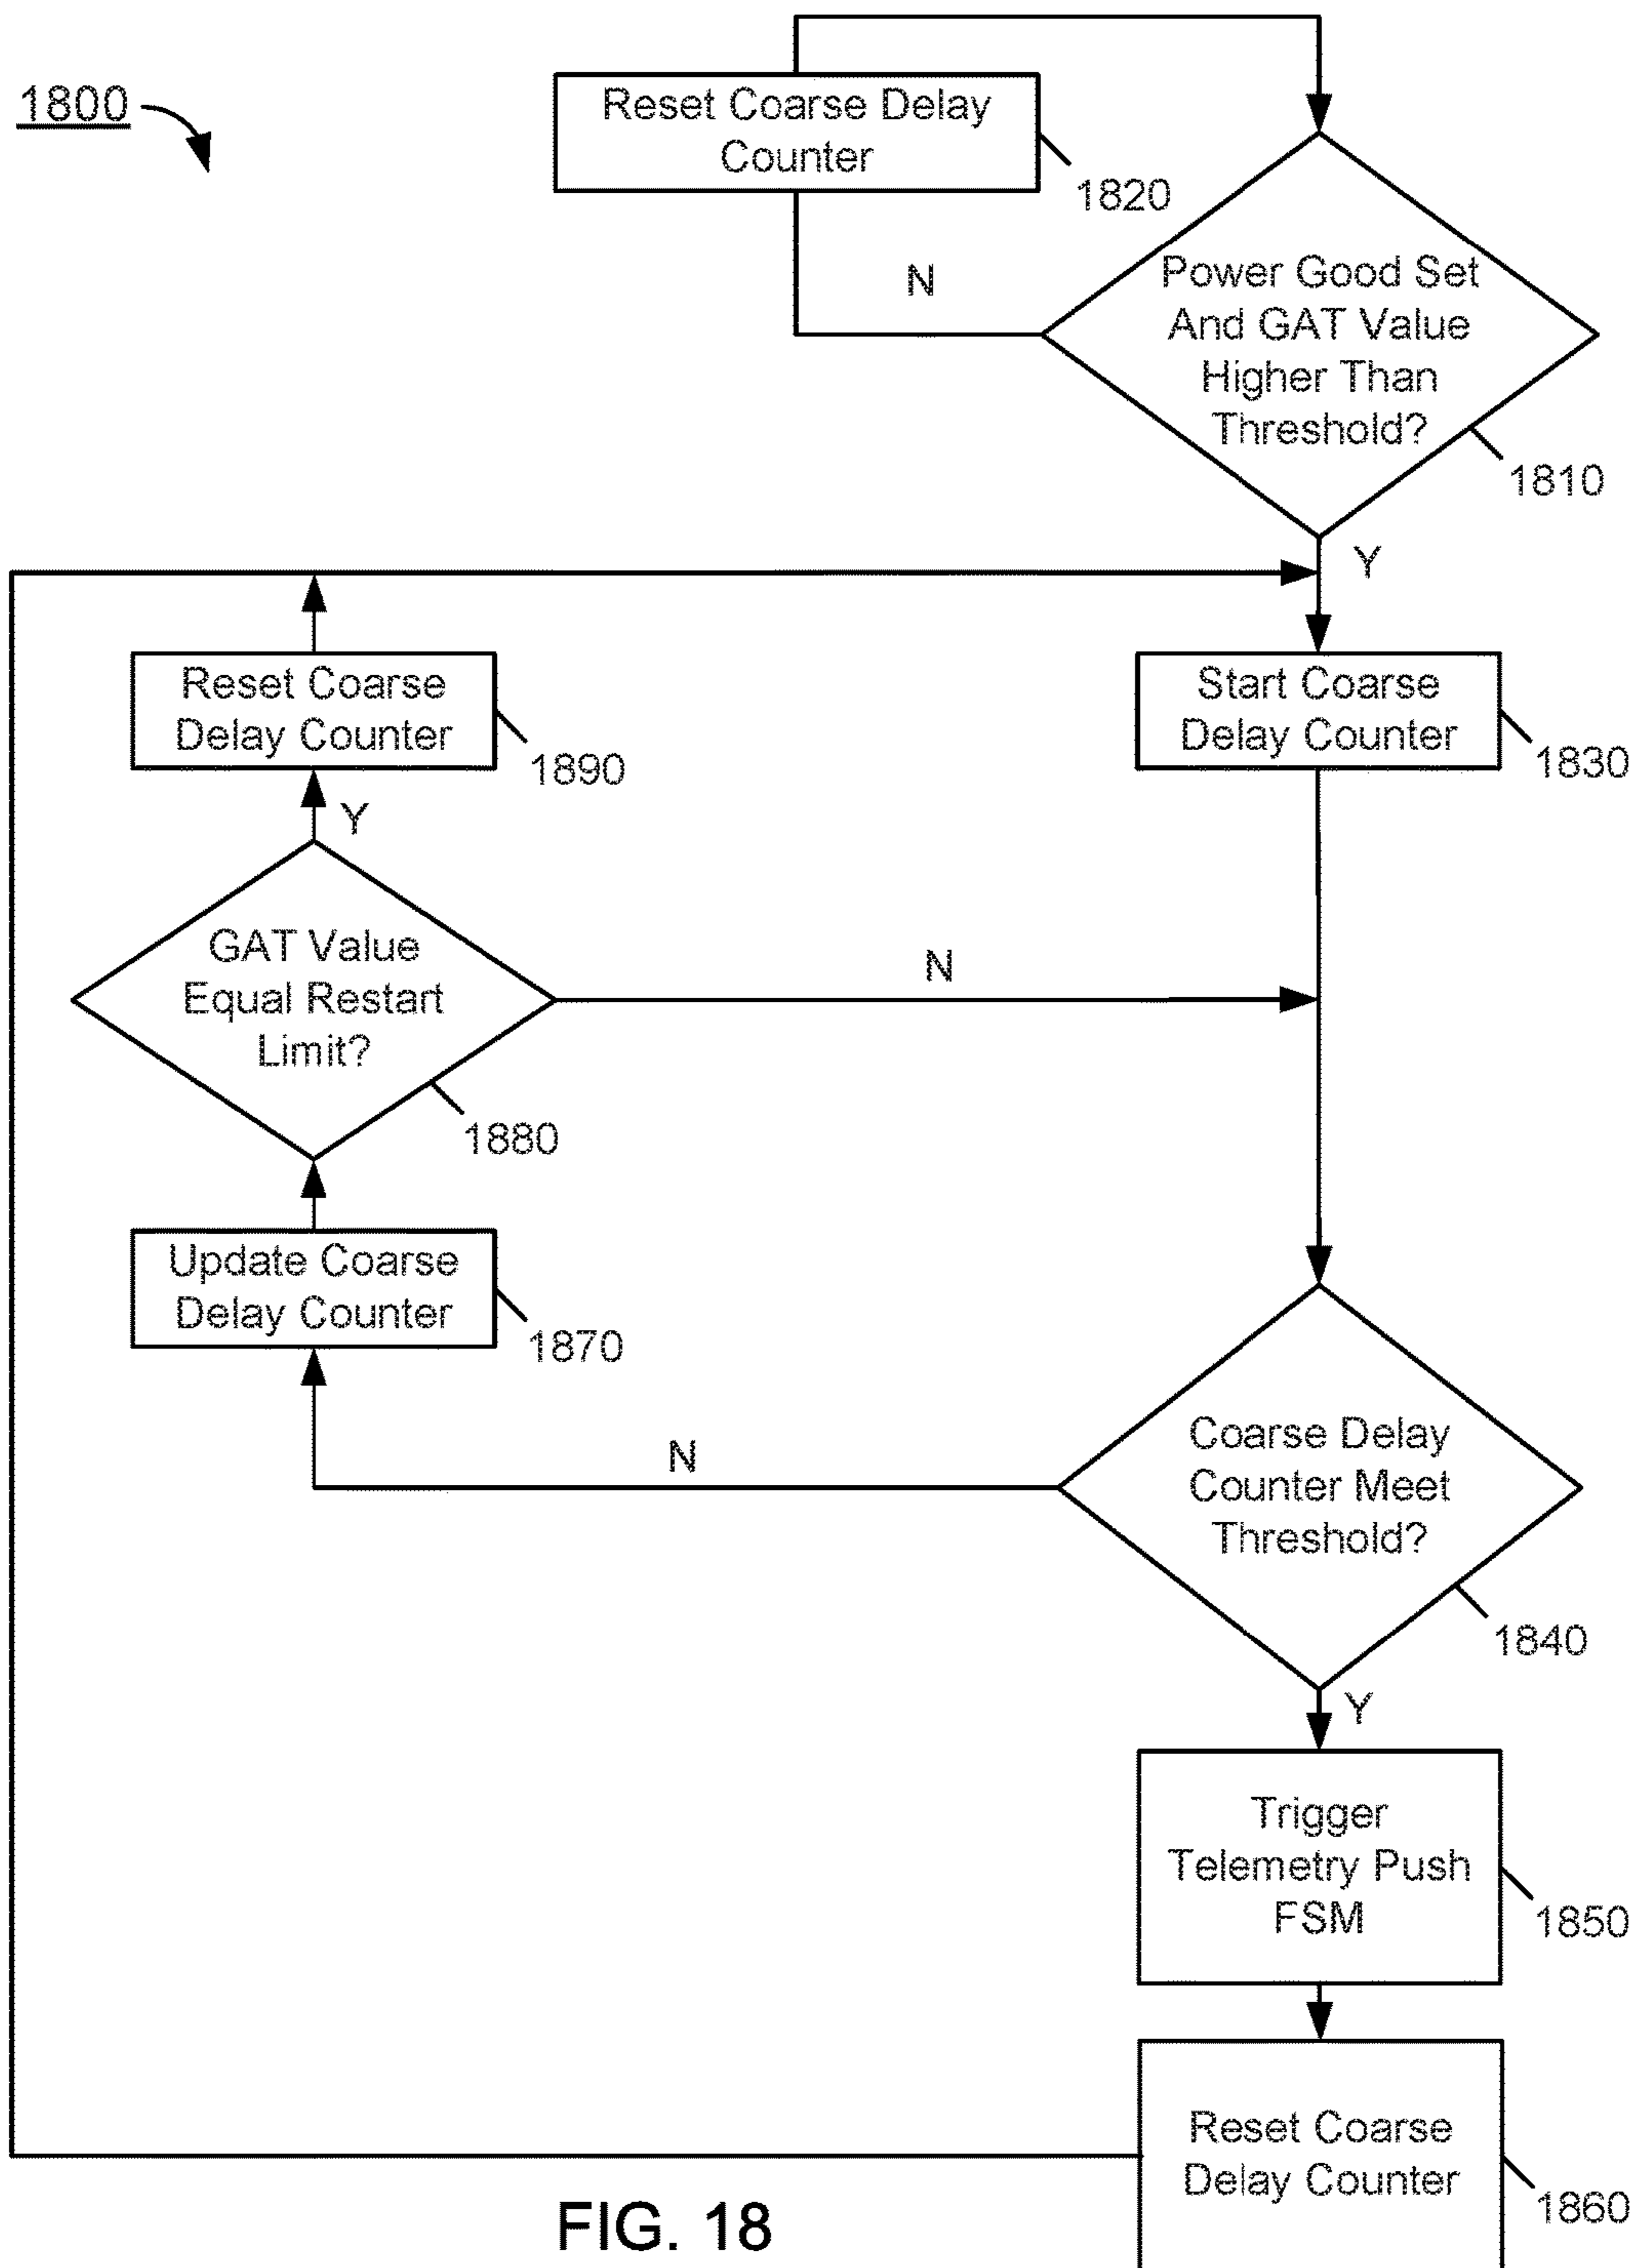 1800
Reset Coarse Delay
Counter
1820
N
Power Good Set
And GAT Value
Higher Than
Threshold?
1810
Y
Reset Coarse
Delay Counter
1890
Start Coarse
Delay Counter
1830
Y
GAT Value
Equal Restart
Limit?
1880
N
Update Coarse
Delay Counter
1870
N
Coarse Delay
Counter Meet
Threshold?
1840
Y
Trigger
Telemetry Push
FSM
1850
Reset Coarse
Delay Counter
1860
FIG. 18